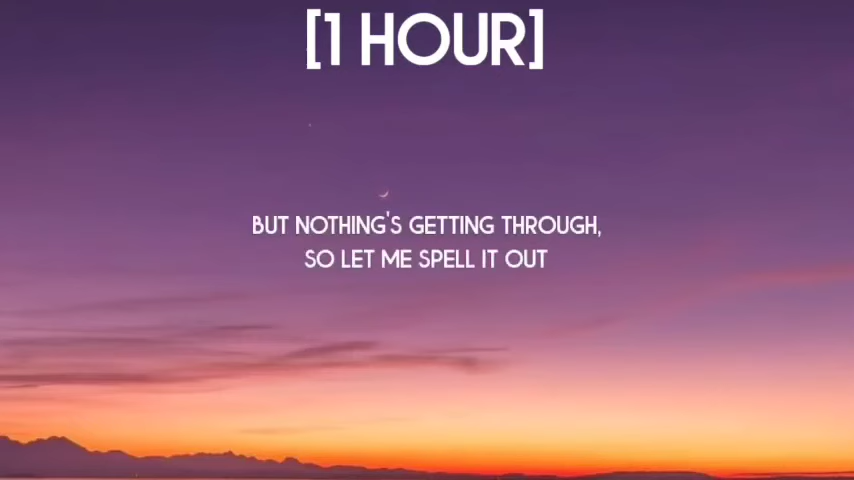 [1 HOUR]
BUT NOTHING'S GETTING THROUGH,
SO LET ME SPELL IT OUT